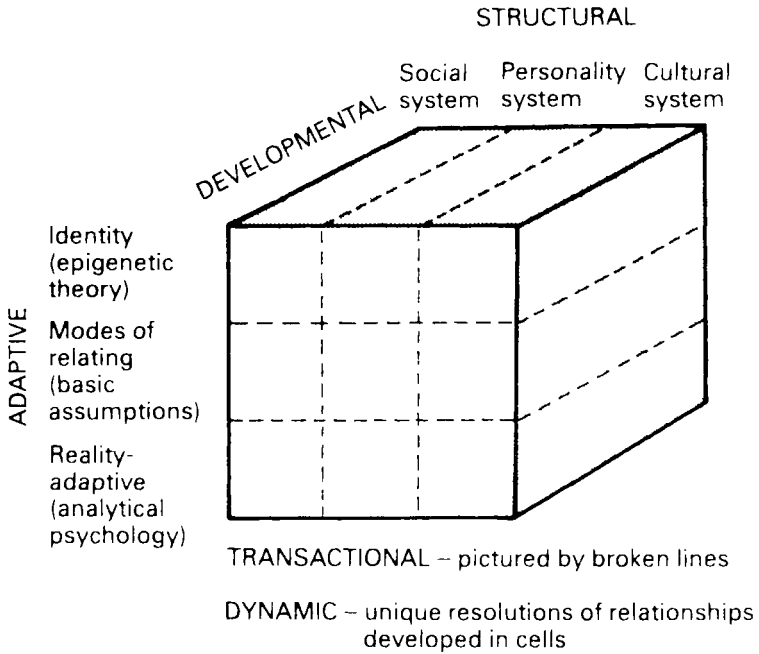 STRUCTURAL
Social Personality Cultural
system system system
DEVELOPMENTAL
ADAPTIVE
Identity
(epigenetic
theory)
Modes of
relating
(basic
assumptions)
Reality-
adaptive
(analytical
psychology)
TRANSACTIONAL – pictured by broken lines
DYNAMIC – unique resolutions of relationships
developed in cells